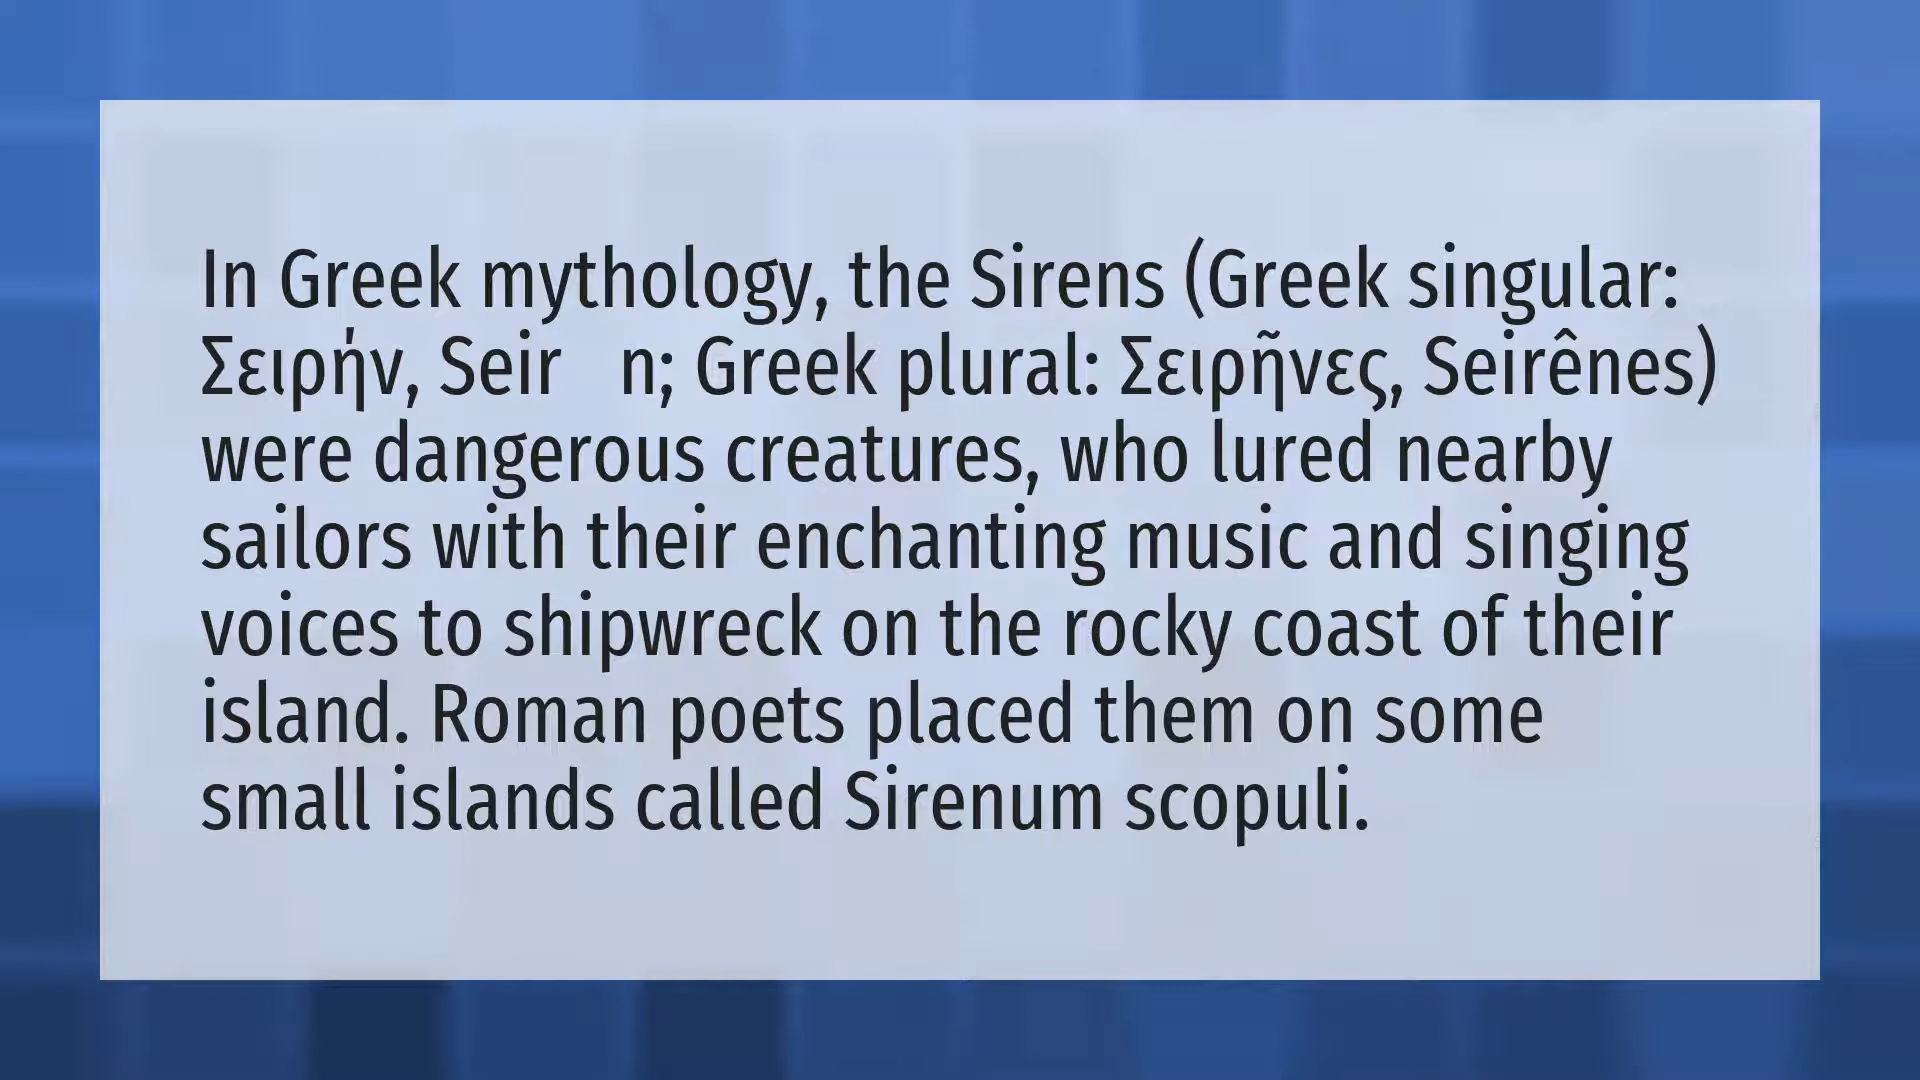 In Greek mythology, the Sirens (Greek singular:
Σειρήν, Seir   n; Greek plural: Σειρῆνες, Seirênes)
were dangerous creatures, who lured nearby
sailors with their enchanting music and singing
voices to shipwreck on the rocky coast of their
island. Roman poets placed them on some
small islands called Sirenum scopuli.